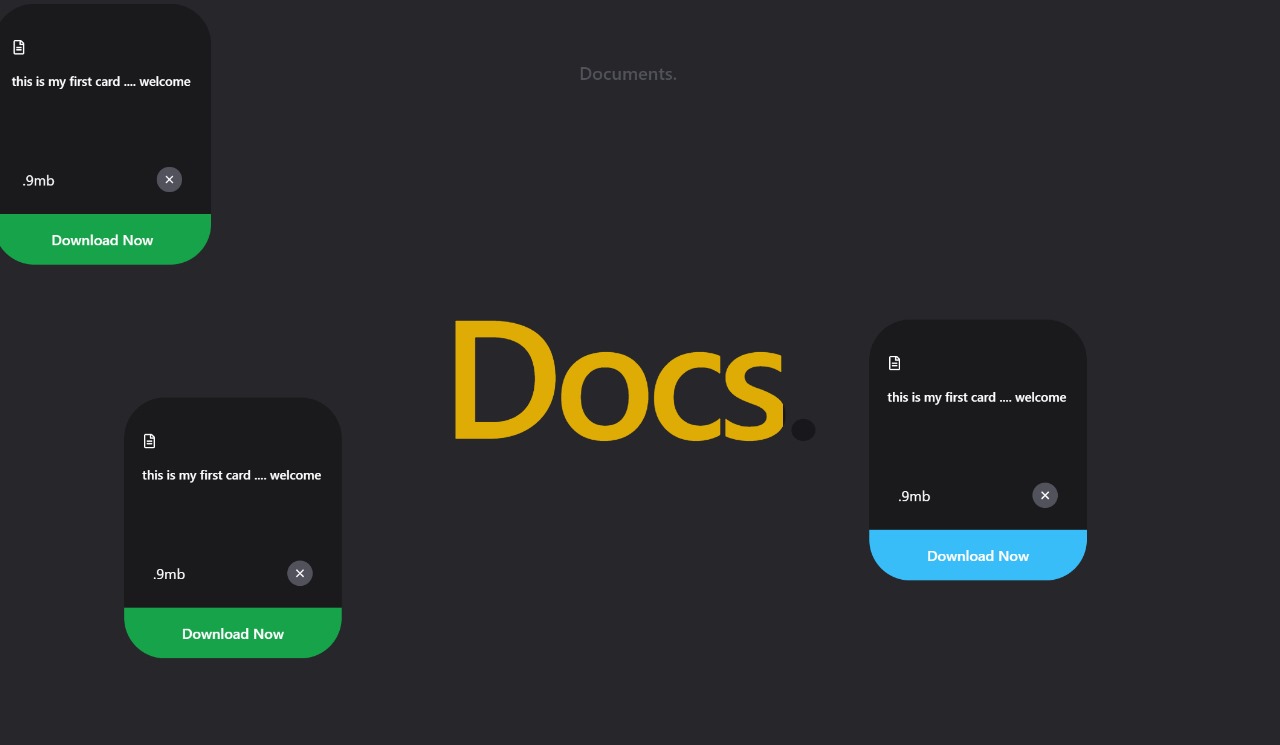 this is my first card .... welcome
.9mb
Download Now
Documents.
Docs.
this is my first card .... welcome
.9mb
Download Now
this is my first card .... welcome
.9mb
Download Now